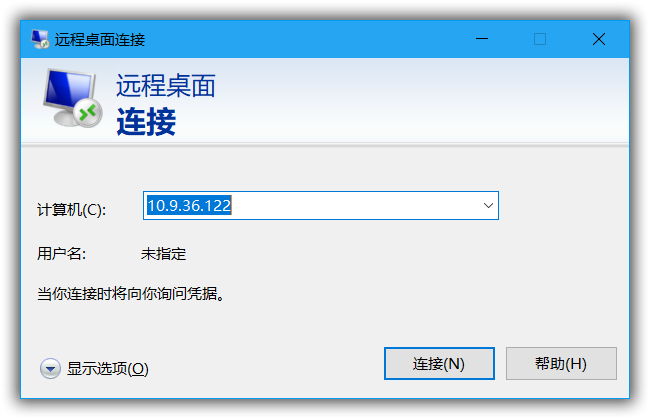 远程桌面连接
远程桌面
连接
计算机(C): 10.9.36.122
用户名: 未指定
当你连接时将向你询问凭据。
显示选项(O) 连接(N) 帮助(H)